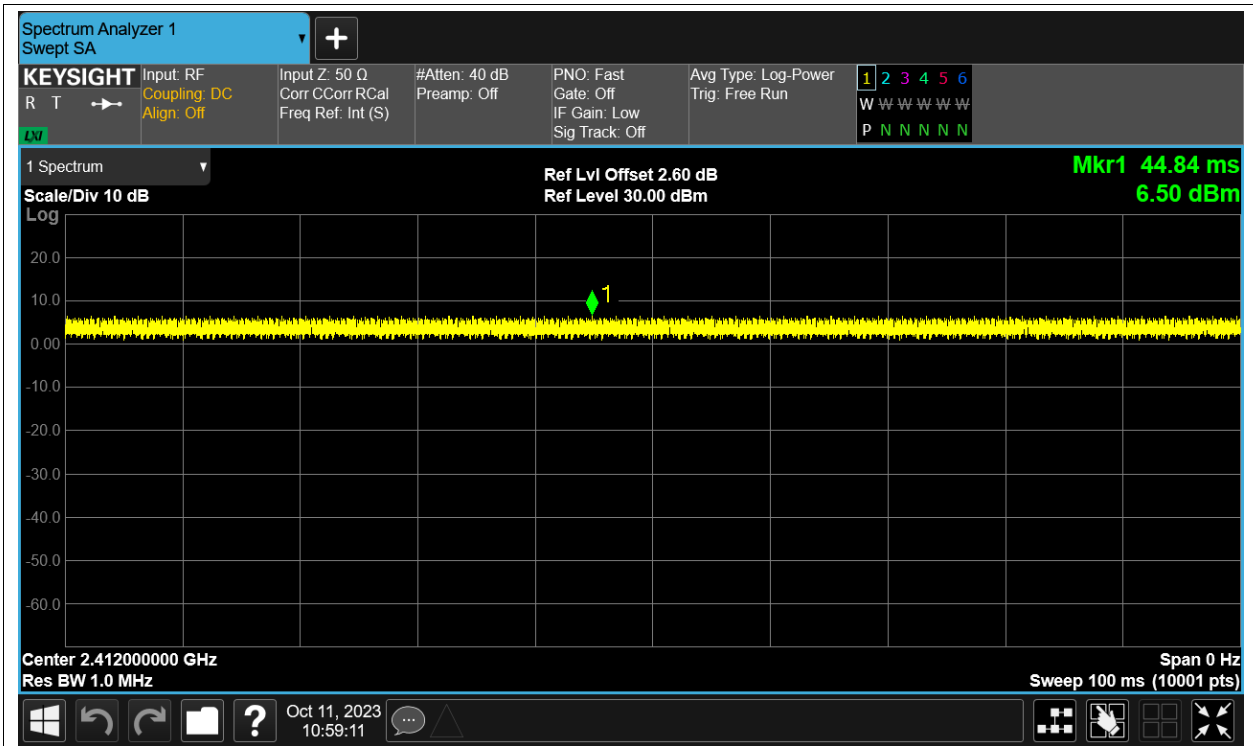 Spectrum Analyzer 1
Swept SA
KEYSIGHT
R T
LXI
Input: RF
Coupling: DC
Align: Off
Input Z: 50 Ω
Corr CCorr RCal
Freq Ref: Int (S)
#Atten: 40 dB
Preamp: Off
PNO: Fast
Gate: Off
IF Gain: Low
Sig Track: Off
Avg Type: Log-Power
Trig: Free Run
1 2 3 4 5 6
W W W W W W
P N N N N N
1 Spectrum
Scale/Div 10 dB
Ref Lvl Offset 2.60 dB
Ref Level 30.00 dBm
Mkr1 44.84 ms
6.50 dBm
Log
20.0
10.0
1
0.00
-10.0
-20.0
-30.0
-40.0
-50.0
-60.0
Center 2.412000000 GHz
Res BW 1.0 MHz
Span 0 Hz
Sweep 100 ms (10001 pts)
?
Oct 11, 2023
10:59:11